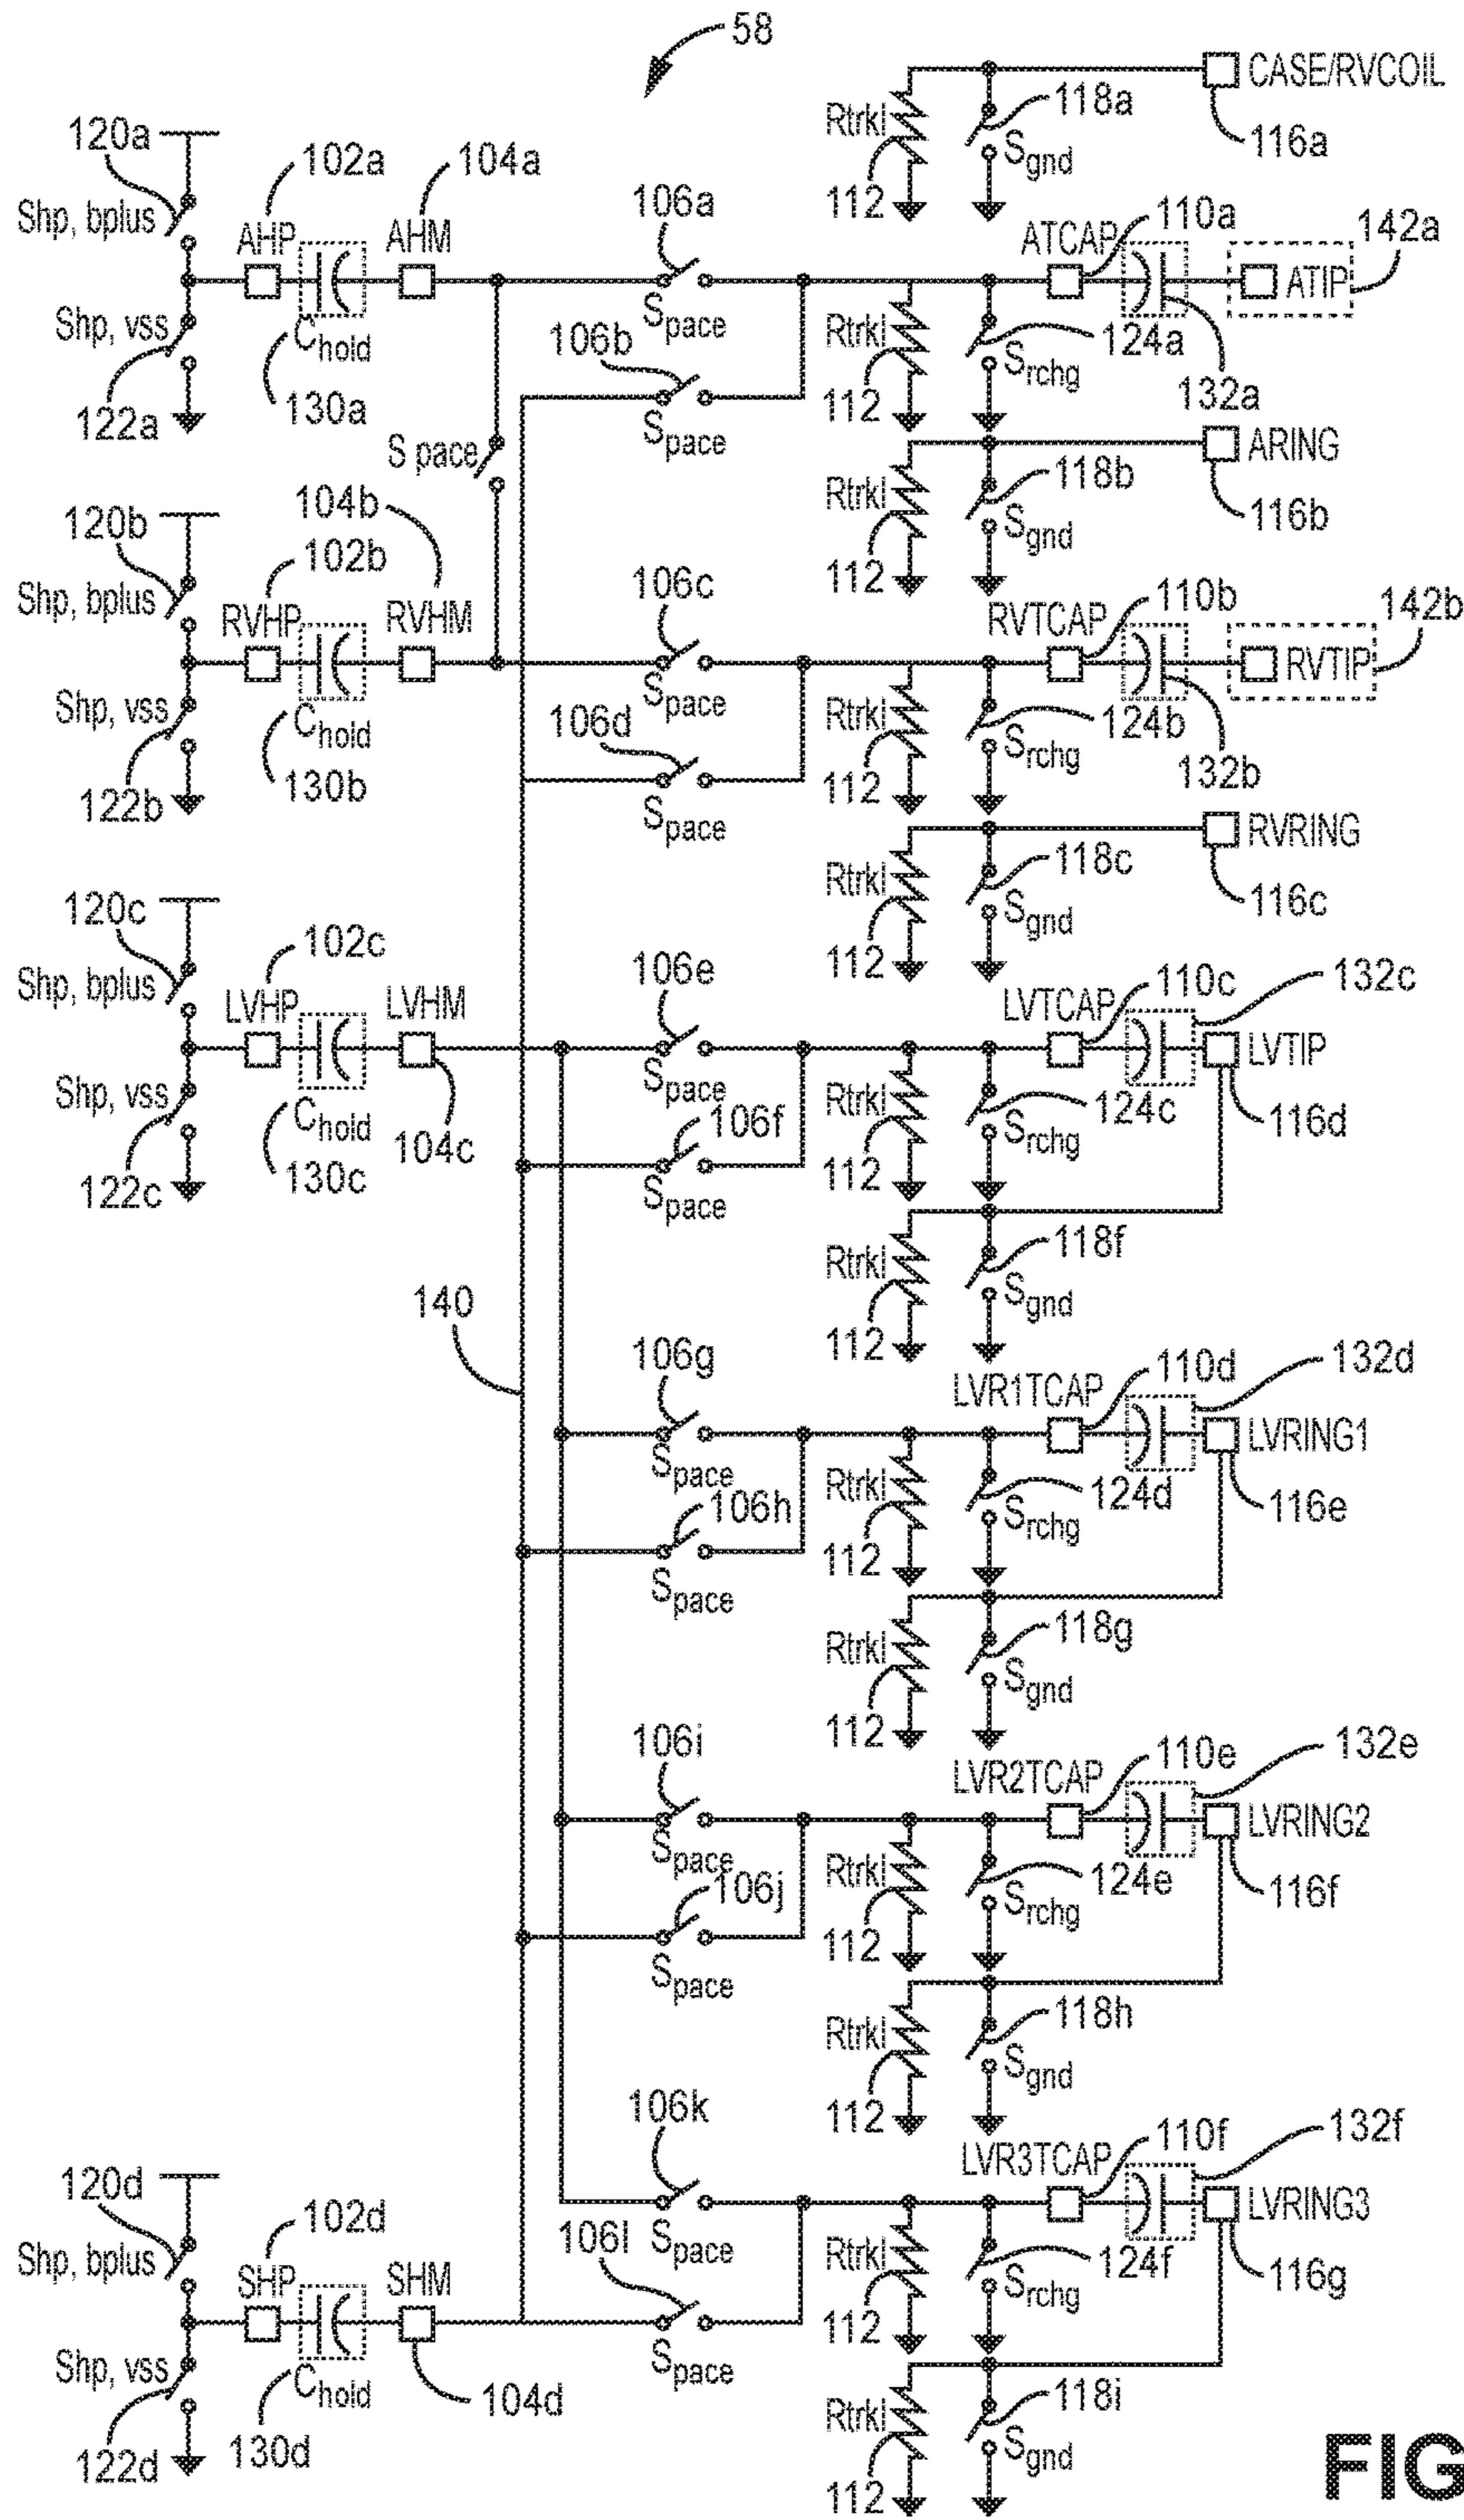 58
CASE/RVCOIL
Rtrkl
118a
Sgnd
116a
112
120a
102a
104a
Shp, bplus
AHP
AHM
106a
Space
ATCAP
110a
142a
ATIP
Shp, vss
Chold
122a
130a
106b
Space
Rtrkl
112
124a
Srchg
132a
S pace
ARING
Rtrkl
118b
Sgnd
116b
112
120b
102b
104b
Shp, bplus
RVHP
RVHM
106c
Space
RVTCAP
110b
142b
RVTIP
Shp, vss
Chold
122b
130b
106d
Space
Rtrkl
112
124b
Srchg
132b
RVRING
Rtrkl
118c
Sgnd
116c
112
120c
102c
Shp, bplus
LVHP
LVHM
106e
Space
LVTCAP
110c
132c
LVTIP
Shp, vss
Chold
122c
130c
104c
106f
Space
Rtrkl
112
124c
Srchg
116d
Rtrkl
118f
Sgnd
112
140
106g
Space
LVR1TCAP
110d
132d
LVRING1
106h
Space
Rtrkl
112
124d
Srchg
116e
Rtrkl
118g
Sgnd
112
106i
Space
LVR2TCAP
110e
132e
LVRING2
106j
Space
Rtrkl
112
124e
Srchg
116f
Rtrkl
118h
Sgnd
112
106k
Space
LVR3TCAP
110f
132f
LVRING3
120d
102d
Shp, bplus
SHP
SHM
106l
Space
Rtrkl
112
124f
Srchg
116g
Shp, vss
Chold
122d
130d
104d
Rtrkl
118i
Sgnd
112
FIG